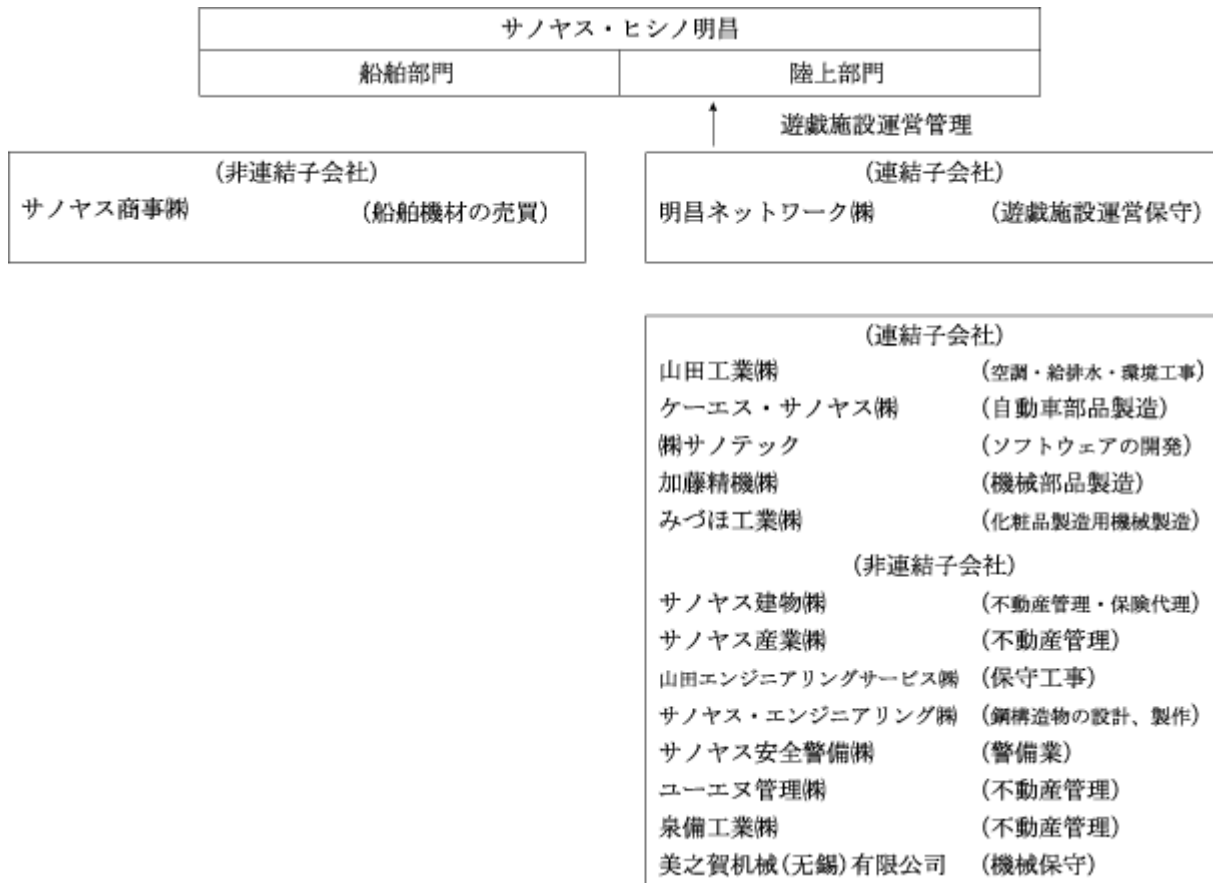 サノヤス・ヒシノ明昌
船舶部門 陸上部門
遊戯施設運営管理
(非連結子会社)
サノヤス商事㈱ (船舶機材の売買)
(連結子会社)
明昌ネットワーク㈱ (遊戯施設運営保守)
(連結子会社)
山田工業㈱ (空調・給排水・環境工事)
ケーエス・サノヤス㈱ (自動車部品製造)
㈱サノテック (ソフトウェアの開発)
加藤精機㈱ (機械部品製造)
みづほ工業㈱ (化粧品製造用機械製造)
(非連結子会社)
サノヤス建物㈱ (不動産管理・保険代理)
サノヤス産業㈱ (不動産管理)
山田エンジニアリングサービス㈱ (保守工事)
サノヤス・エンジニアリング㈱ (鋼構造物の設計、製作)
サノヤス安全警備㈱ (警備業)
ユーエヌ管理㈱ (不動産管理)
泉備工業㈱ (不動産管理)
美之賀机械(无錫)有限公司 (機械保守)